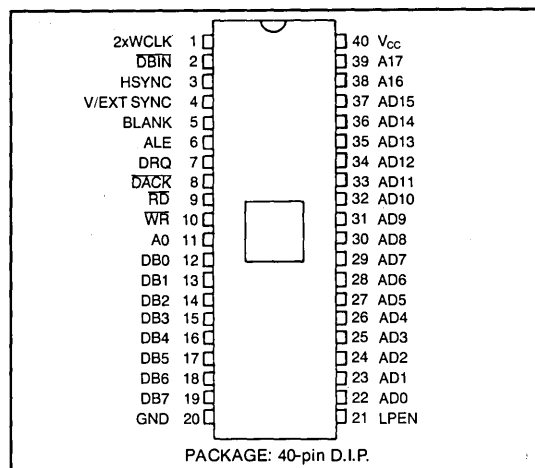 2xWCLK 1
DBIN 2
HSYNC 3
V/EXT SYNC 4
BLANK 5
ALE 6
DRQ 7
DACK 8
RD 9
WR 10
A0 11
DB0 12
DB1 13
DB2 14
DB3 15
DB4 16
DB5 17
DB6 18
DB7 19
GND 20
40 VCC
39 A17
38 A16
37 AD15
36 AD14
35 AD13
34 AD12
33 AD11
32 AD10
31 AD9
30 AD8
29 AD7
28 AD6
27 AD5
26 AD4
25 AD3
24 AD2
23 AD1
22 AD0
21 LPEN
PACKAGE: 40-pin D.I.P.